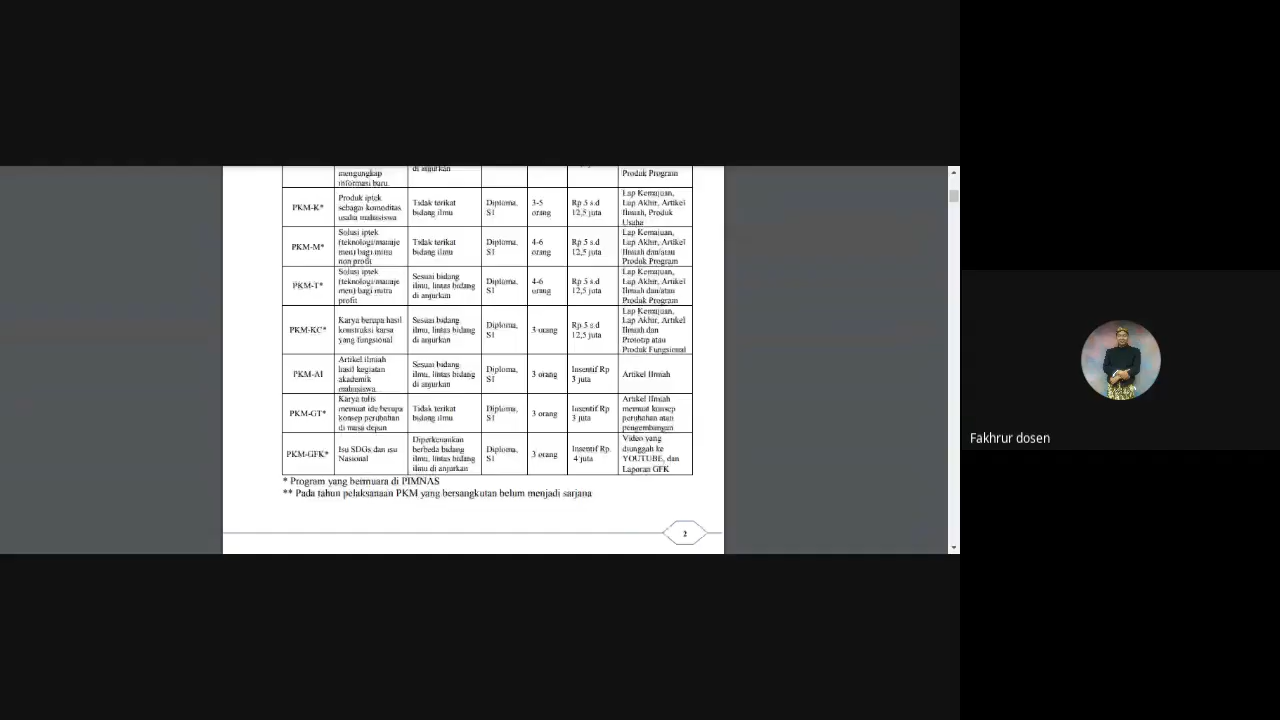 mengungkap
informasi baru.
di anjurkan
Produk Program
PKM-K*
Produk iptek
sebagai komoditas
usaha mahasiswa
Tidak terikat
bidang ilmu
Diploma,
S1
3-5
orang
Rp 5 s.d
12,5 juta
Lap Kemajuan,
Lap Akhir, Artikel
Ilmiah, Produk
Usaha
PKM-M*
Solusi iptek
(teknologi/manaje
men) bagi mitra
non profit
Tidak terikat
bidang ilmu
Diploma,
S1
4-6
orang
Rp 5 s.d
12,5 juta
Lap Kemajuan,
Lap Akhir, Artikel
Ilmiah dan/atau
Produk Program
PKM-T*
Solusi iptek
(teknologi/manaje
men) bagi mitra
profit
Sesuai bidang
ilmu, lintas bidang
di anjurkan
Diploma,
S1
4-6
orang
Rp 5 s.d
12,5 juta
Lap Kemajuan,
Lap Akhir, Artikel
Ilmiah dan/atau
Produk Program
PKM-KC*
Karya berupa hasil
konstruksi karsa
yang fungsional
Sesuai bidang
ilmu, lintas bidang
di anjurkan
Diploma,
S1
3 orang
Rp 5 s.d
12,5 juta
Lap Kemajuan,
Lap Akhir, Artikel
Ilmiah dan
Prototip atau
Produk Fungsional
PKM-AI
Artikel ilmiah
hasil kegiatan
akademik
mahasiswa
Sesuai bidang
ilmu, lintas bidang
di anjurkan
Diploma,
S1
3 orang
Insentif Rp
3 juta
Artikel Ilmiah
PKM-GT*
Karya tulis
memuat ide berupa
konsep perubahan
di masa depan
Tidak terikat
bidang ilmu
Diploma,
S1
3 orang
Insentif Rp
3 juta
Artikel Ilmiah
memuat konsep
perubahan atau
pengembangan
PKM-GFK*
Isu SDGs dan isu
Nasional
Diperkenankan
berbeda bidang
ilmu, lintas bidang
ilmu di anjurkan
Diploma,
S1
3 orang
Insentif Rp.
4 juta
Video yang
diunggah ke
YOUTUBE, dan
Laporan GFK
* Program yang bermuara di PIMNAS
** Pada tahun pelaksanaan PKM yang bersangkutan belum menjadi sarjana
2
Fakhrur dosen